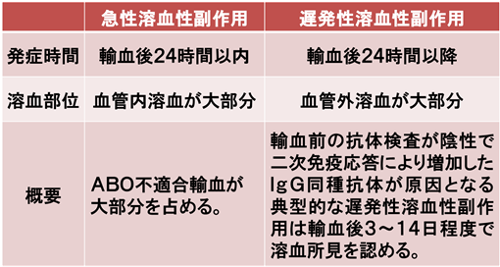 急性溶血性副作用 遅発性溶血性副作用
発症時間 輸血後24時間以内 輸血後24時間以降
溶血部位 血管内溶血が大部分 血管外溶血が大部分
概要
ABO不適合輸血が
大部分を占める。
輸血前の抗体検査が陰性で
二次免疫応答により増加した
IgG同種抗体が原因となる
典型的な遅発性溶血性副作
用は輸血後3～14日程度で
溶血所見を認める。